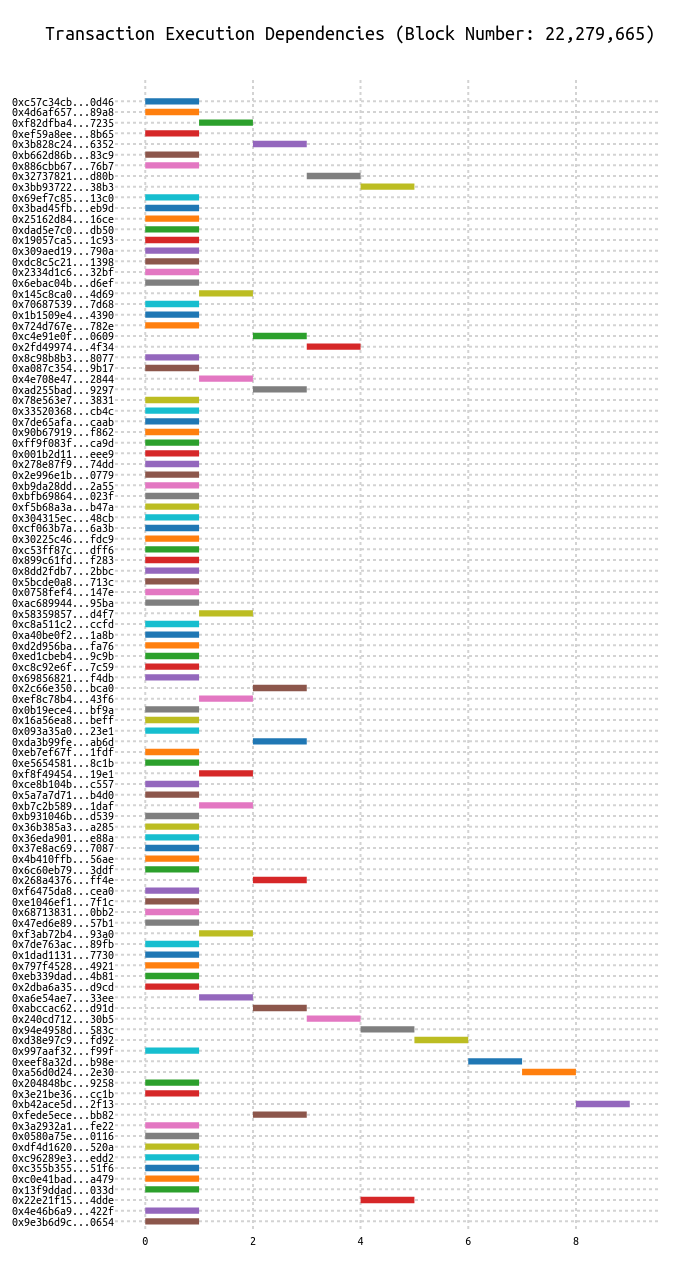 Transaction Execution Dependencies (Block Number: 22,279,665)
0xc57c34cb...0d46
0x4d6af657...89a8
0xf82dfba4...7235
0xef59a8ee...8b65
0x3b828c24...6352
0xb662d86b...83c9
0x886cbb67...76b7
0x32737821...d80b
0x3bb93722...38b3
0x69ef7c85...13c0
0x3bad45fb...eb9d
0x25162d84...16ce
0xdad5e7c0...db50
0x19057ca5...1c93
0x309aed19...790a
0xdc8c5c21...1398
0x2334d1c6...32bf
0x6ebac04b...d6ef
0x145c8ca0...4d69
0x70687539...7d68
0x1b1509e4...4390
0x724d767e...782e
0xc4e91e0f...0609
0x2fd49974...4f34
0x8c98b8b3...8077
0xa087c354...9b17
0x4e708e47...2844
0xad255bad...9297
0x78e563e7...3831
0x33520368...cb4c
0x7de65afa...caab
0x90b67919...f862
0xff9f083f...ca9d
0x001b2d11...eee9
0x278e87f9...74dd
0x2e996e1b...0779
0xb9da28dd...2a55
0xbfb69864...023f
0xf5b68a3a...b47a
0x304315ec...48cb
0xcf063b7a...6a3b
0x30225c46...fdc9
0xc53ff87c...dff6
0x899c61fd...f283
0x8dd2fdb7...2bbc
0x5bcde0a8...713c
0x0758fef4...147e
0xac689944...95ba
0x58359857...d4f7
0xc8a511c2...ccfd
0xa40be0f2...1a8b
0xd2d956ba...fa76
0xed1cbeb4...9c9b
0xc8c92e6f...7c59
0x69856821...f4db
0x2c66e350...bca0
0xef8c78b4...43f6
0x0b19ece4...bf9a
0x16a56ea8...beff
0x093a35a0...23e1
0xda3b99fe...ab6d
0xeb7ef67f...1fdf
0xe5654581...8c1b
0xf8f49454...19e1
0xce8b104b...c557
0x5a7a7d71...b4d0
0xb7c2b589...1daf
0xb931046b...d539
0x36b385a3...a285
0x36eda901...e88a
0x37e8ac69...7087
0x4b410ffb...56ae
0x6c60eb79...3ddf
0x268a4376...ff4e
0xf6475da8...cea0
0xe1046ef1...7f1c
0x68713831...0bb2
0x47ed6e89...57b1
0xf3ab72b4...93a0
0x7de763ac...89fb
0x1dad1131...7730
0x797f4528...4921
0xeb339dad...4b81
0x2dba6a35...d9cd
0xa6e54ae7...33ee
0xabccac62...d91d
0x240cd712...30b5
0x94e4958d...583c
0xd38e97c9...fd92
0x997aaf32...f99f
0xeef8a32d...b98e
0xa56d0d24...2e30
0x204848bc...9258
0x3e21be36...cc1b
0xb42ace5d...2f13
0xfede5ece...bb82
0x3a2932a1...fe22
0x0580a75e...0116
0xdf4d1620...520a
0xc96289e3...edd2
0xc355b355...51f6
0xc0e41bad...a479
0x13f9ddad...033d
0x22e21f15...4dde
0x4e46b6a9...422f
0x9e3b6d9c...0654
0 2 4 6 8